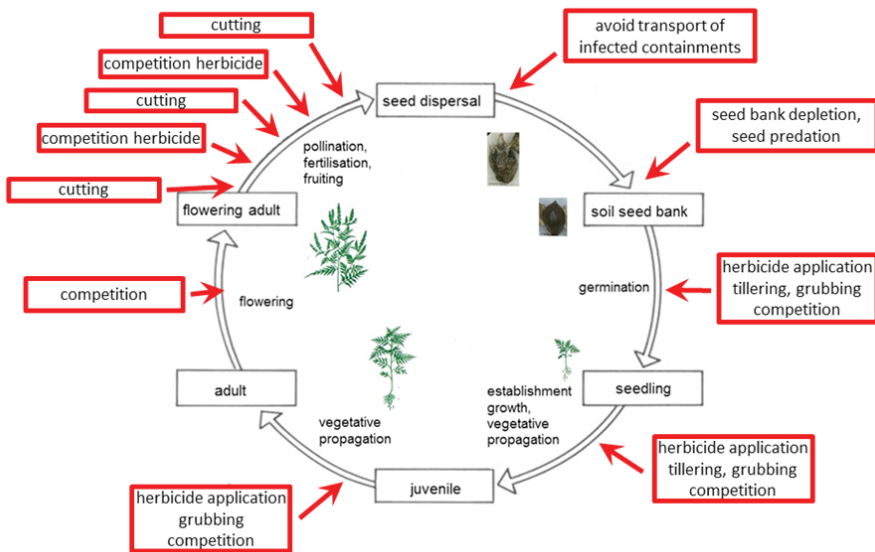 cutting
competition herbicide
cutting
competition herbicide
cutting
avoid transport of
infected containments
seed dispersal
pollination,
fertilisation,
fruiting
seed bank depletion,
seed predation
flowering adult
soil seed bank
competition
flowering
germination
herbicide application
tillering, grubbing
competition
adult
seedling
vegetative
propagation
establishment
growth,
vegetative
propagation
herbicide application
tillering, grubbing
competition
juvenile
herbicide application
grubbing
competition